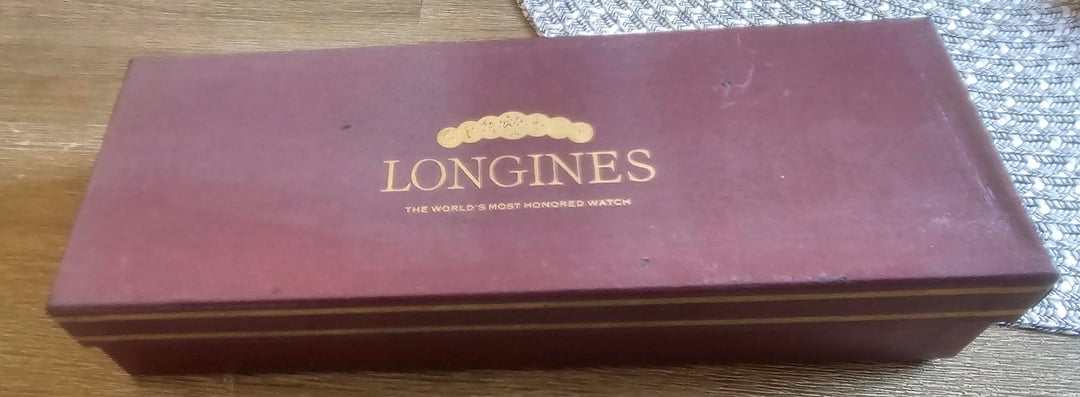 LONGINES
THE WORLD'S MOST HONORED WATCH